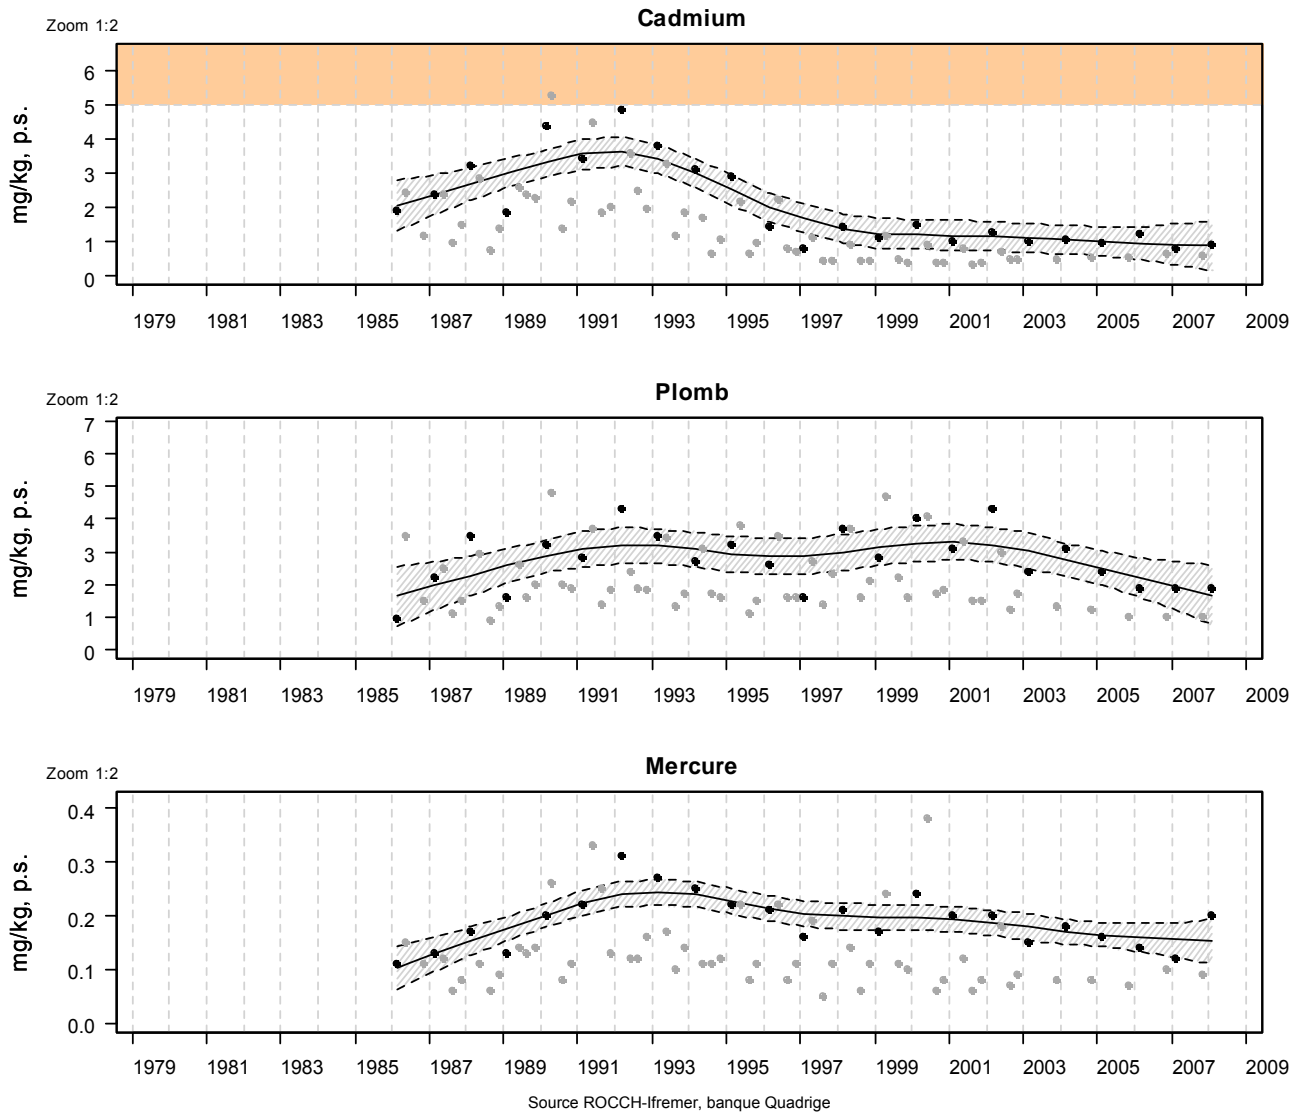 Cadmium
Zoom 1:2
mg/kg, p.s.
6
5
4
3
2
1
0
1979 1981 1983 1985 1987 1989 1991 1993 1995 1997 1999 2001 2003 2005 2007 2009
Plomb
Zoom 1:2
mg/kg, p.s.
7
6
5
4
3
2
1
0
1979 1981 1983 1985 1987 1989 1991 1993 1995 1997 1999 2001 2003 2005 2007 2009
Mercure
Zoom 1:2
mg/kg, p.s.
0.4
0.3
0.2
0.1
0.0
1979 1981 1983 1985 1987 1989 1991 1993 1995 1997 1999 2001 2003 2005 2007 2009
Source ROCCH-Ifremer, banque Quadrige